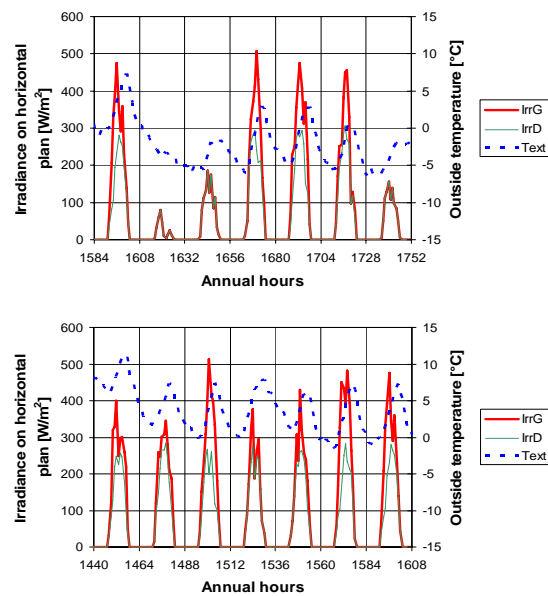 Irradiance on horizontal
plan [W/m²]
600
500
400
300
200
100
0
15
10
5
0
-5
-10
-15
Outside temperature [°C]
1584 1608 1632 1656 1680 1704 1728 1752
Annual hours
IrrG
IrrD
Text
Irradiance on horizontal
plan [W/m²]
600
500
400
300
200
100
0
15
10
5
0
-5
-10
-15
Outside temperature [°C]
1440 1464 1488 1512 1536 1560 1584 1608
Annual hours
IrrG
IrrD
Text